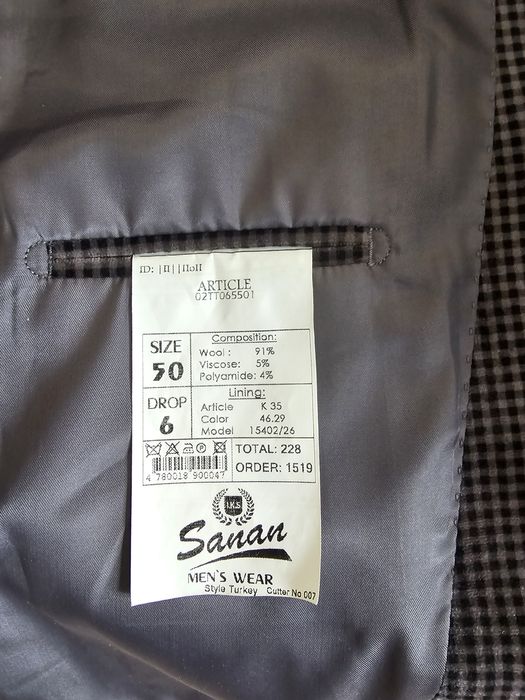 ARTICLE
02TT065501
SIZE
50
Composition:
Wool : 91%
Viscose: 5%
Polyamide: 4%
DROP
6
Lining:
Article K 35
Color 46.29
Model 15402/26
TOTAL: 228
ORDER: 1519
4 780018 900047
Sanan
MEN`S WEAR
Style Turkey Cutter No 007